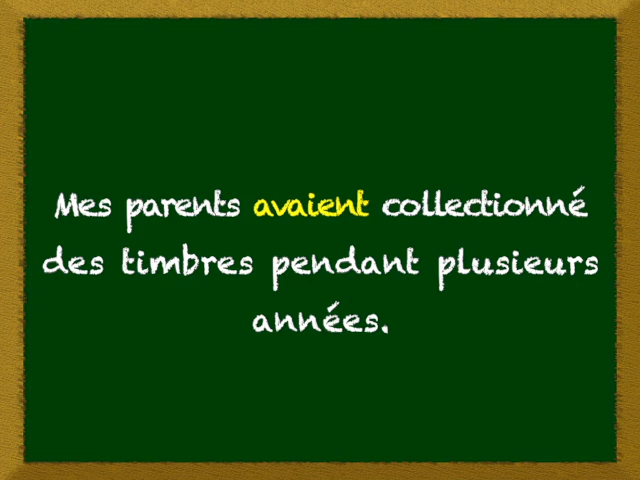 Mes parents avaient collectionné
des timbres pendant plusieurs
années.